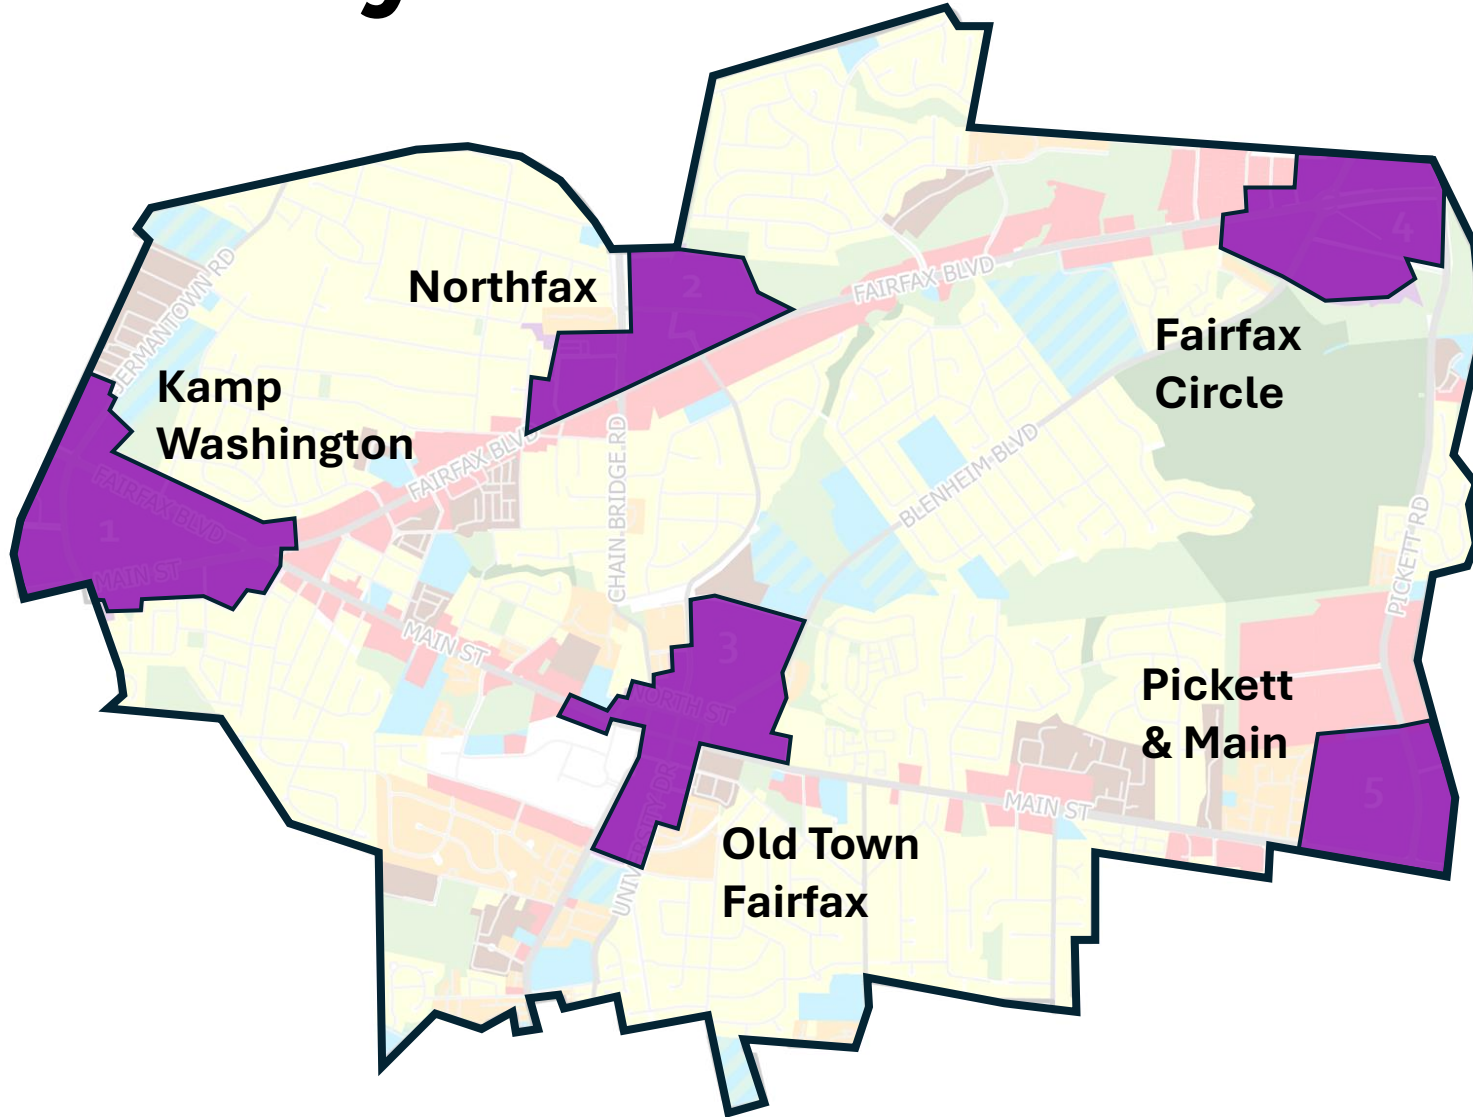 Northfax
2
4
FAIRFAX BLVD
Fairfax
Circle
JERMANTOWN RD
Kamp
Washington
FAIRFAX BLVD
FAIRFAX BLVD
1
MAIN ST
CHAIN BRIDGE RD
BLENHEIM BLVD
PICKETT RD
MAIN ST
3
NORTH ST
Pickett
& Main
5
MAIN ST
UNIVERSITY DR
Old Town
Fairfax